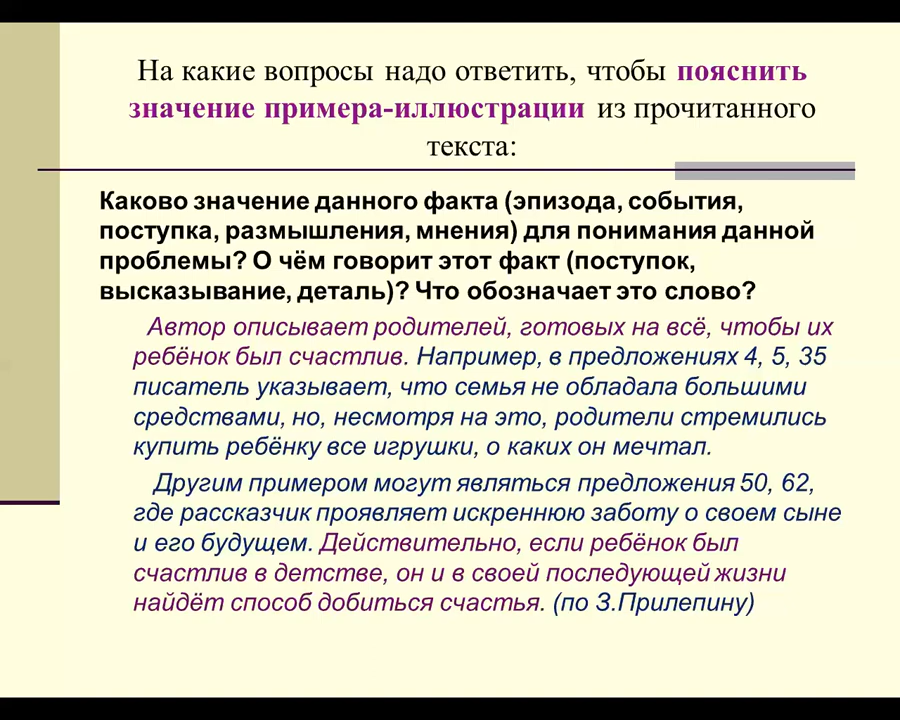 На какие вопросы надо ответить, чтобы пояснить
значение примера-иллюстрации из прочитанного
текста:
Каково значение данного факта (эпизода, события,
поступка, размышления, мнения) для понимания данной
проблемы? О чём говорит этот факт (поступок,
высказывание, деталь)? Что обозначает это слово?
Автор описывает родителей, готовых на всё, чтобы их
ребёнок был счастлив. Например, в предложениях 4, 5, 35
писатель указывает, что семья не обладала большими
средствами, но, несмотря на это, родители стремились
купить ребёнку все игрушки, о каких он мечтал.
Другим примером могут являться предложения 50, 62,
где рассказчик проявляет искреннюю заботу о своем сыне
и его будущем. Действительно, если ребёнок был
счастлив в детстве, он и в своей последующей жизни
найдёт способ добиться счастья. (по З.Прилепину)